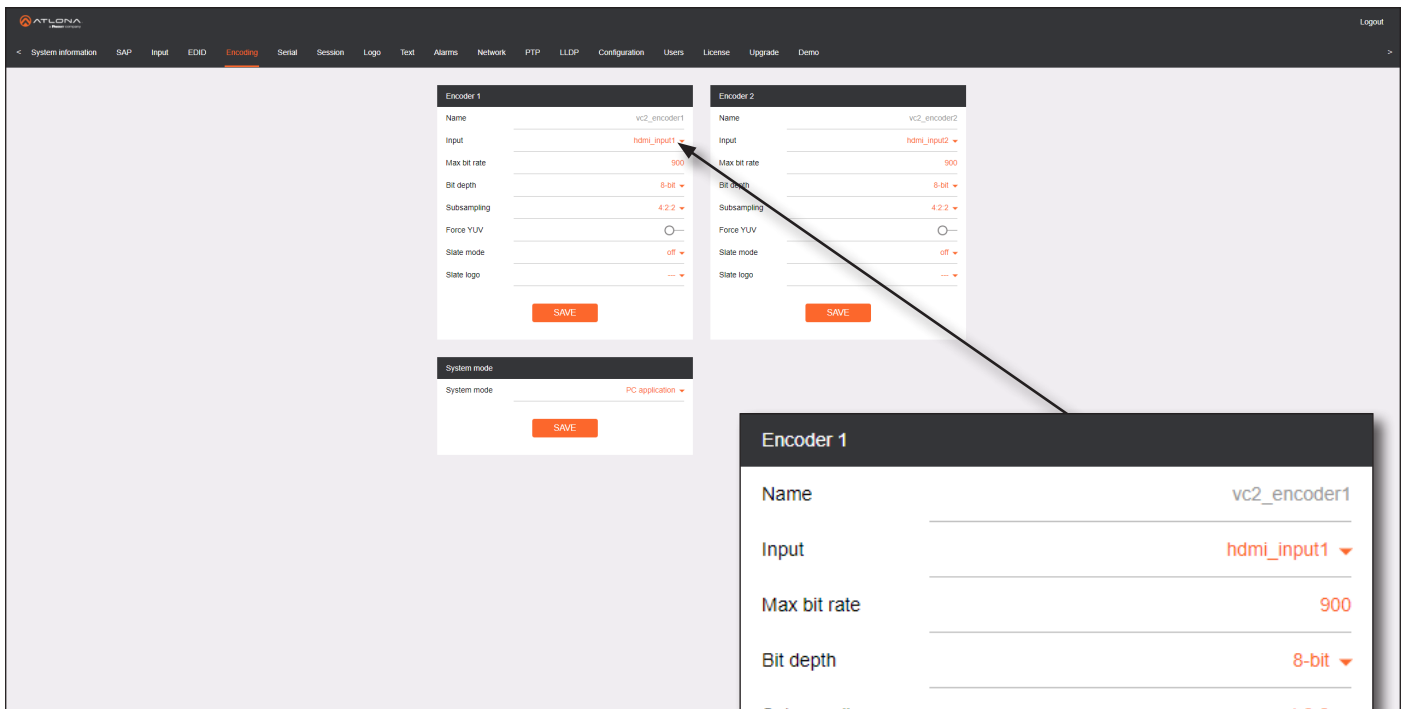 ATLONA
Logout
< System information SAP Input EDID Encoding Serial Session Logo Text Alarms Network PTP LLDP Configuration Users License Upgrade Demo >
Encoder 1
Name vc2_encoder1
Input hdmi_input1
Max bit rate 900
Bit depth 8-bit
Subsampling 4:2:2
Force YUV
Slate mode off
Slate logo ---
SAVE
Encoder 2
Name vc2_encoder2
Input hdmi_input2
Max bit rate 900
Bit depth 8-bit
Subsampling 4:2:2
Force YUV
Slate mode off
Slate logo ---
SAVE
System mode
System mode PC application
SAVE
Encoder 1
Name vc2_encoder1
Input hdmi_input1
Max bit rate 900
Bit depth 8-bit